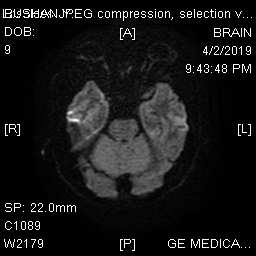 JPEG compression, selection v...
DOB:
[A]
BRAIN
9
4/2/2019
9:43:48 PM
[R]
[L]
SP: 22.0mm
C1089
W2179
[P]
GE MEDICA...